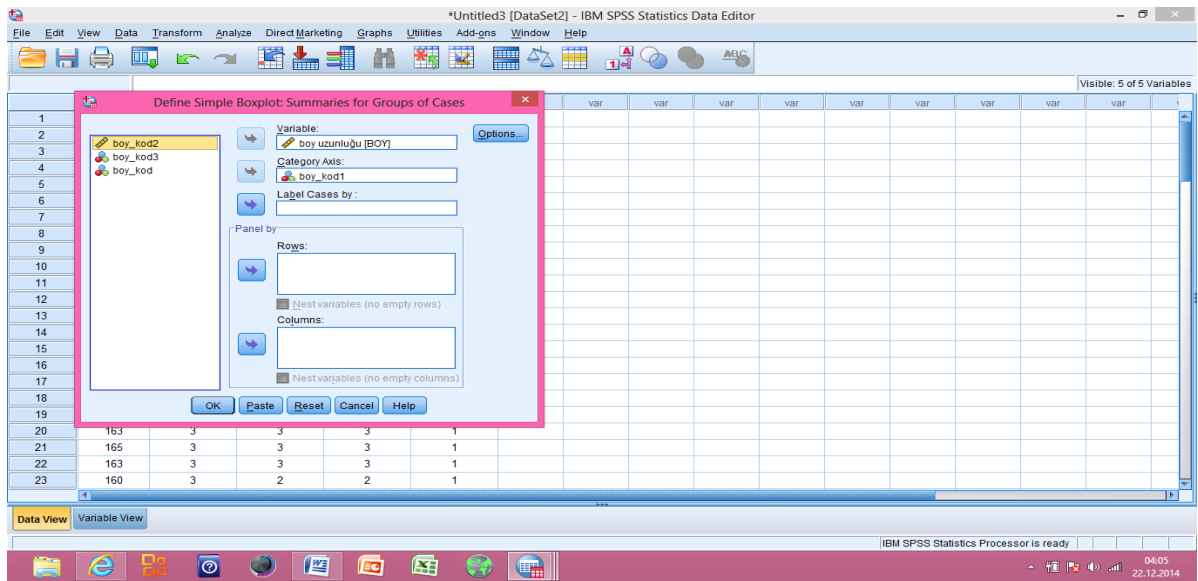 *Untitled3 [DataSet2] - IBM SPSS Statistics Data Editor
File Edit View Data Transform Analyze Direct Marketing Graphs Utilities Add-ons Window Help
Visible: 5 of 5 Variables
var var var var var var var var var
Define Simple Boxplot: Summaries for Groups of Cases
boy_kod2
boy_kod3
boy_kod
Variable:
boy uzunluğu [BOY]
Options...
Category Axis:
boy_kod1
Label Cases by :
Panel by
Rows:
Nest variables (no empty rows)
Columns:
Nest variables (no empty columns)
OK Paste Reset Cancel Help
1
2
3
4
5
6
7
8
9
10
11
12
13
14
15
16
17
18
19
20 163 3 3 3 1
21 165 3 3 3 1
22 163 3 3 3 1
23 160 3 2 2 1
Data View Variable View
IBM SPSS Statistics Processor is ready
04:05
22.12.2014